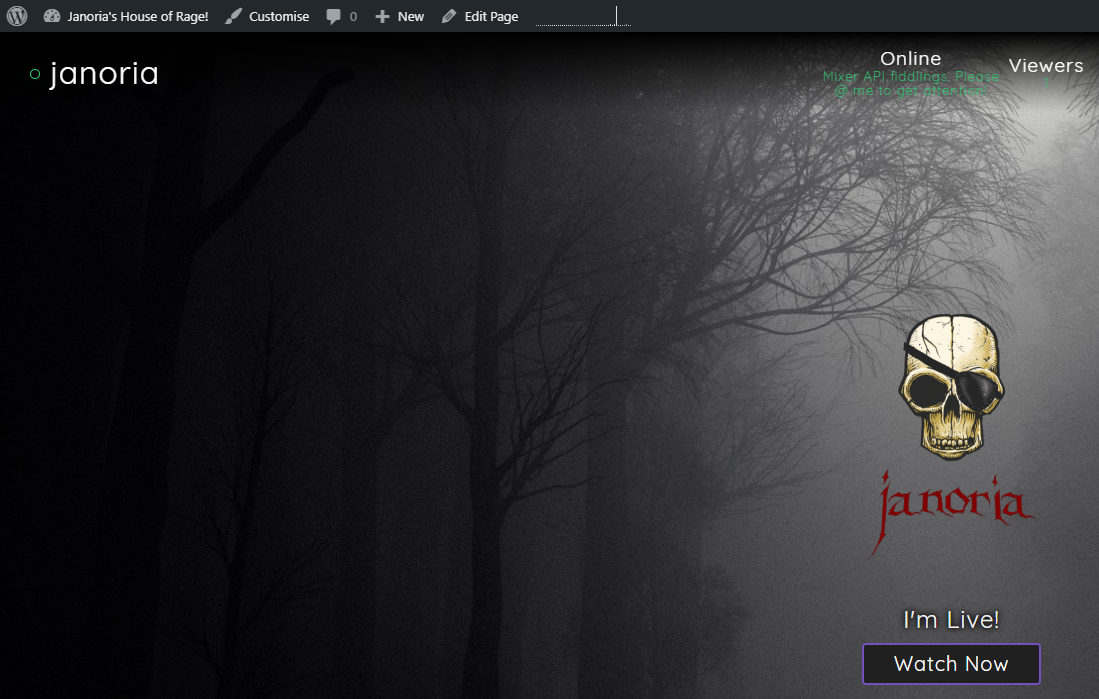 Janoria's House of Rage!
Customise
0
New
Edit Page
janoria
Online
Mixer API fiddlings. Please
@ me to get attention!
Viewers
1
janoria
I'm Live!
Watch Now